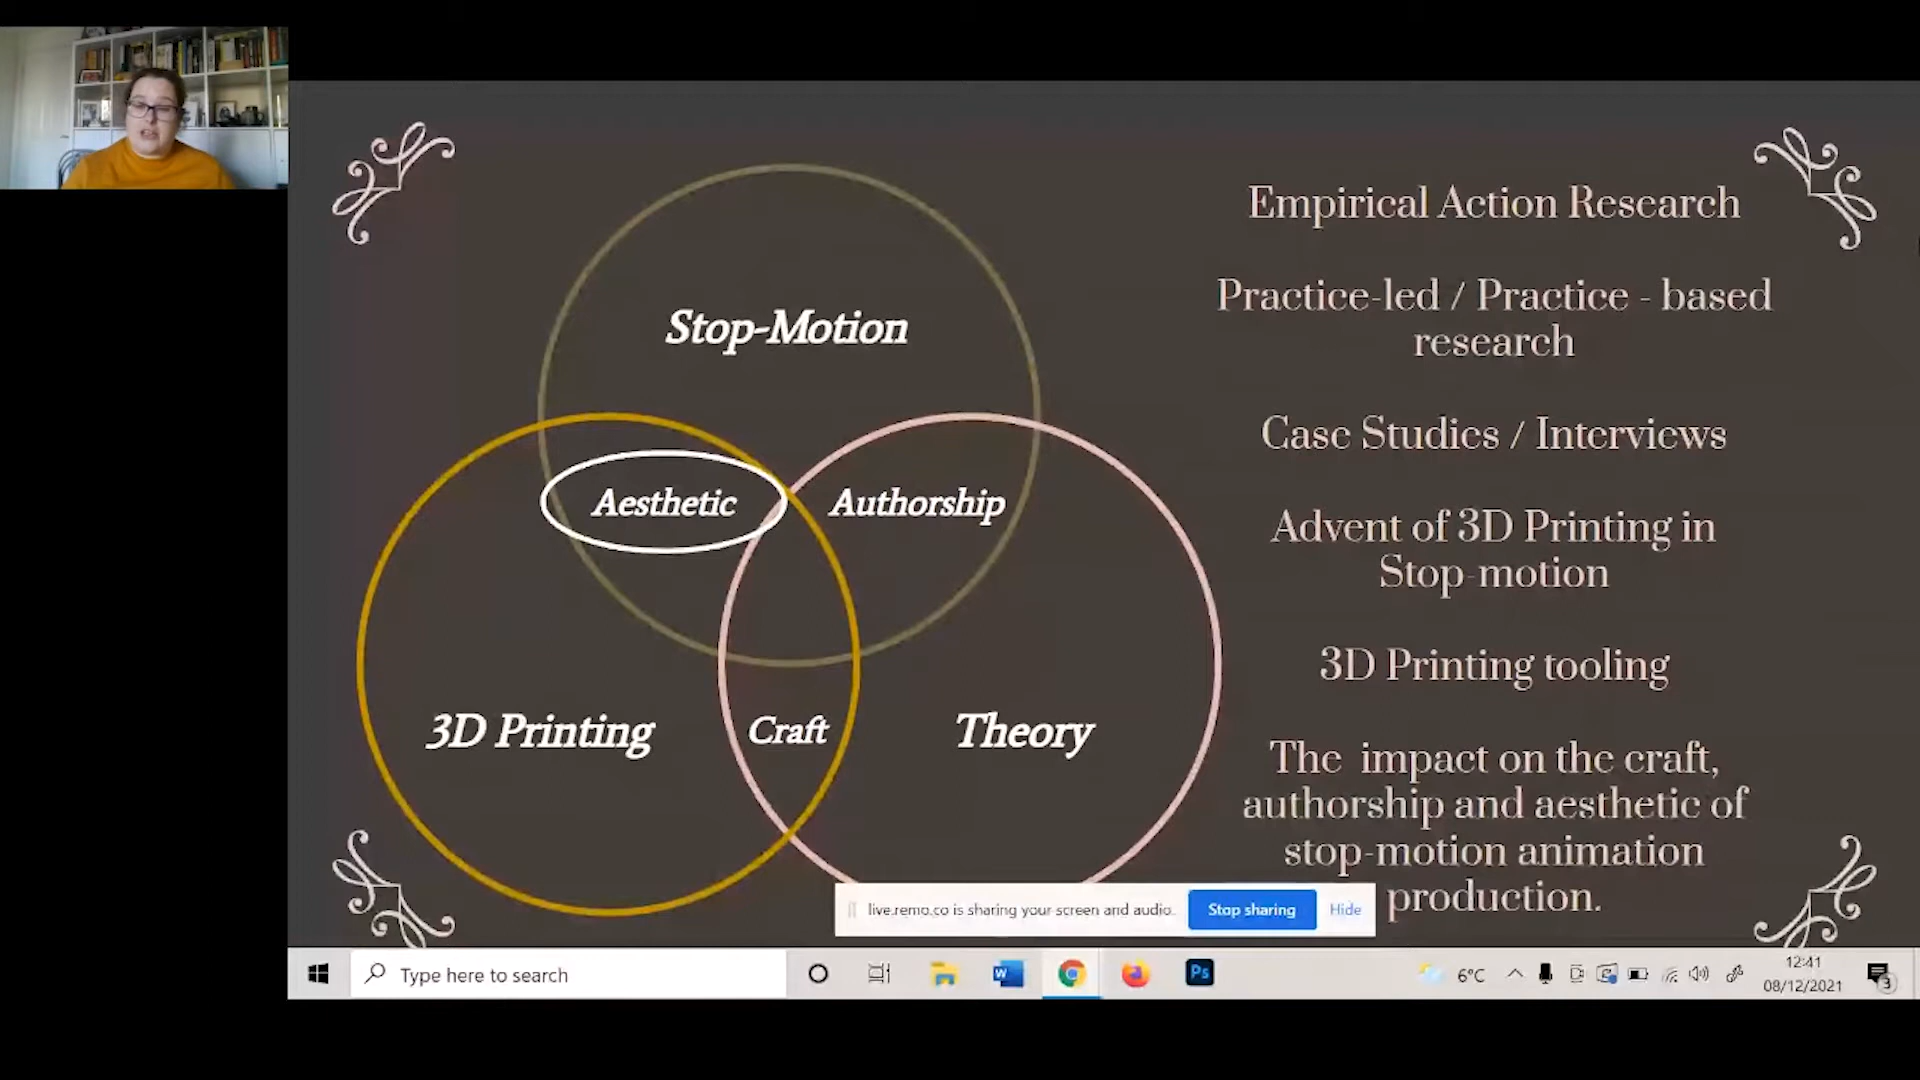 Stop-Motion
Aesthetic
Authorship
3D Printing
Craft
Theory
Empirical Action Research
Practice-led / Practice - based
research
Case Studies / Interviews
Advent of 3D Printing in
Stop-motion
3D Printing tooling
The impact on the craft,
authorship and aesthetic of
stop-motion animation
production.
live.remo.co is sharing your screen and audio.
Stop sharing
Hide
Type here to search
W
Ps
6°C
12:41
08/12/2021
3